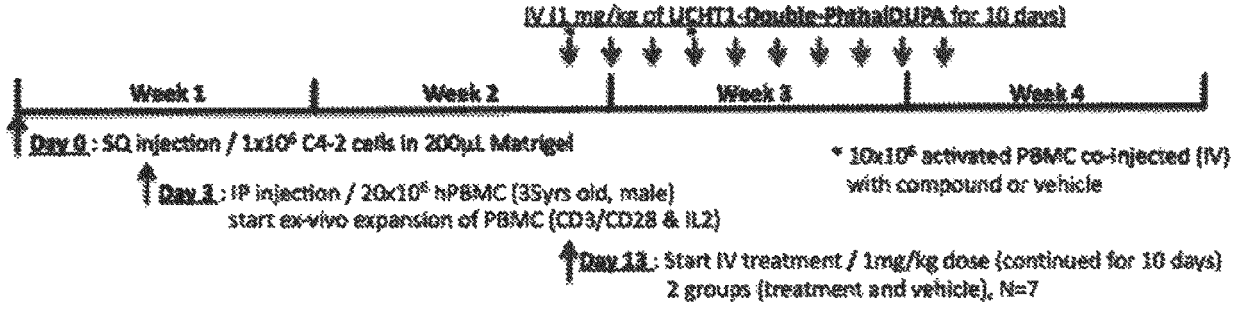 IV (1 mg/kg of UCHT1-Double-Phthal DUPA for 10 days)
* *
Week 1 Week 2 Week 3 Week 4
Day 0 : SQ injection / 1x10⁶ C4-2 cells in 200µL Matrigel
* 10x10⁶ activated PBMC co-injected (IV)
with compound or vehicle
Day 3 : IP injection / 20x10⁶ hPBMC (35yrs old, male)
start ex-vivo expansion of PBMC (CD3/CD28 & IL2)
Day 13 : Start IV treatment / 1mg/kg dose (continued for 10 days)
2 groups (treatment and vehicle), N=7